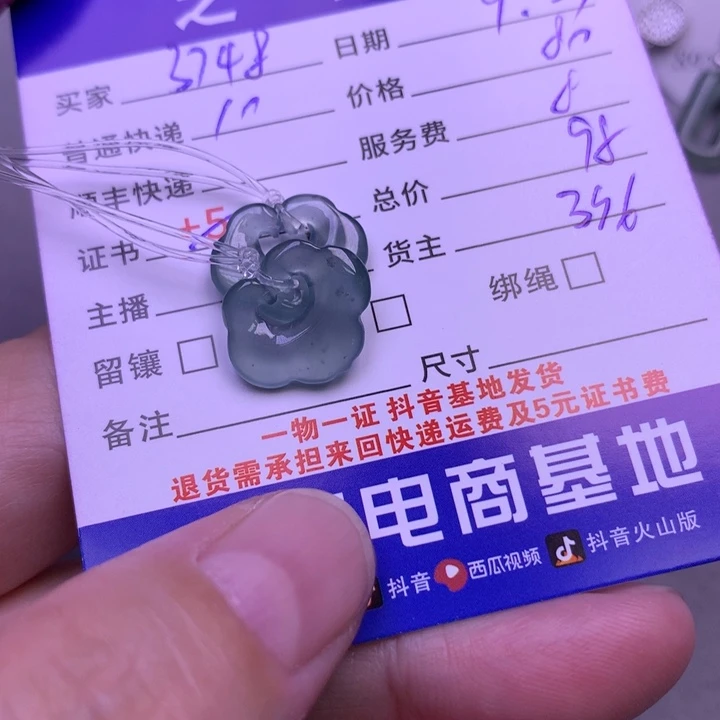 买家 3748 日期
普通快递 10 价格 80
顺丰快递 服务费 8
证书 +5 总价 98
主播 货主 396
留镶 □ □ 绑绳 □
备注 尺寸
一物一证 抖音基地发货
退货需承担来回快递运费及5元证书费
电商基地
抖音 西瓜视频 抖音火山版